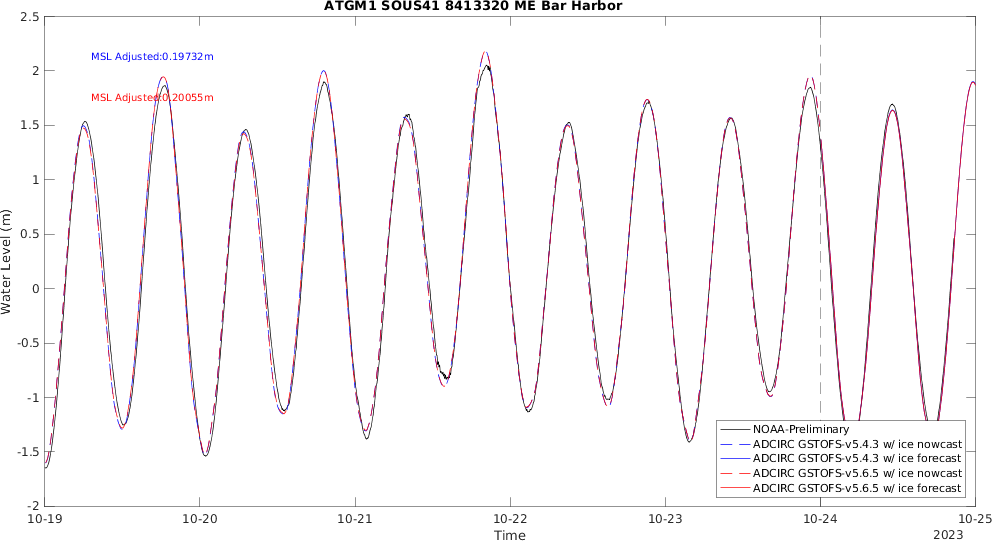 ATGM1 SOUS41 8413320 ME Bar Harbor
2.5
MSL Adjusted:0.19732m
2
MSL Adjusted:0.20055m
1.5
1
0.5
0
-0.5
-1
-1.5
-2
Water Level (m)
NOAA-Preliminary
ADCIRC GSTOFS-v5.4.3 w/ ice nowcast
ADCIRC GSTOFS-v5.4.3 w/ ice forecast
ADCIRC GSTOFS-v5.6.5 w/ ice nowcast
ADCIRC GSTOFS-v5.6.5 w/ ice forecast
10-19 10-20 10-21 10-22 10-23 10-24 10-25
Time
2023